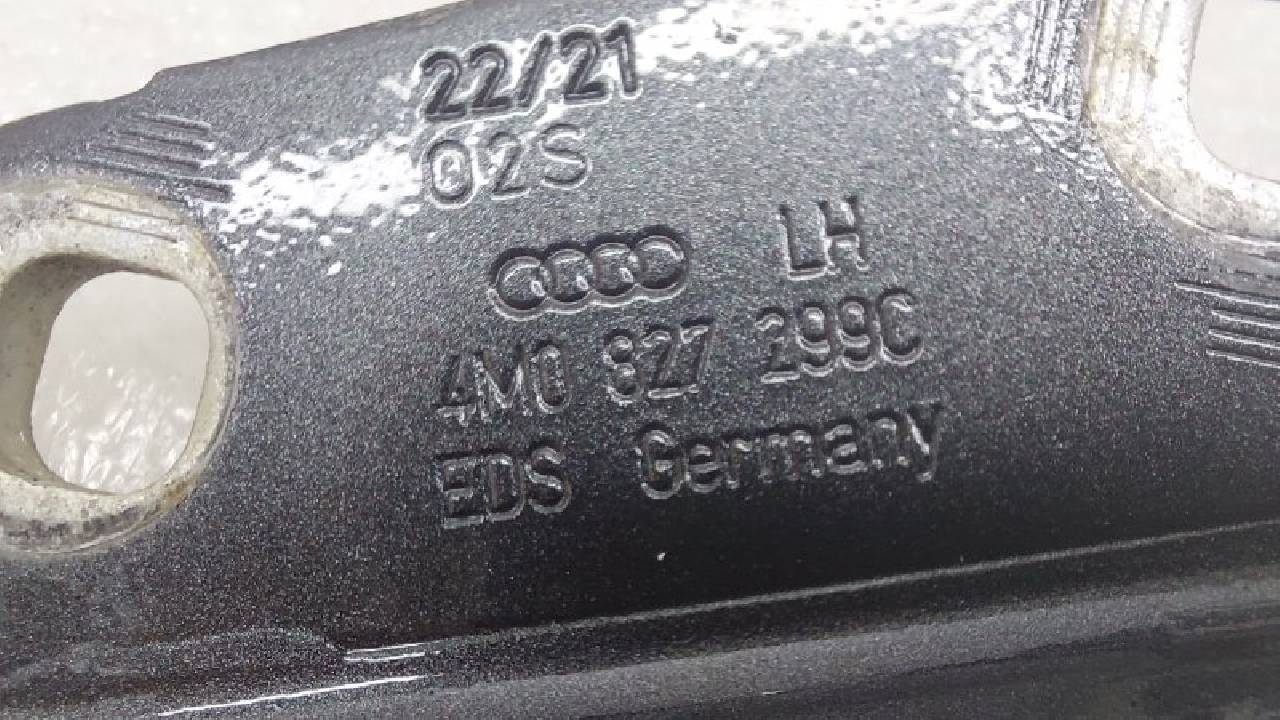 22/21
02S
LH
4M0 827 299C
EDS Germany